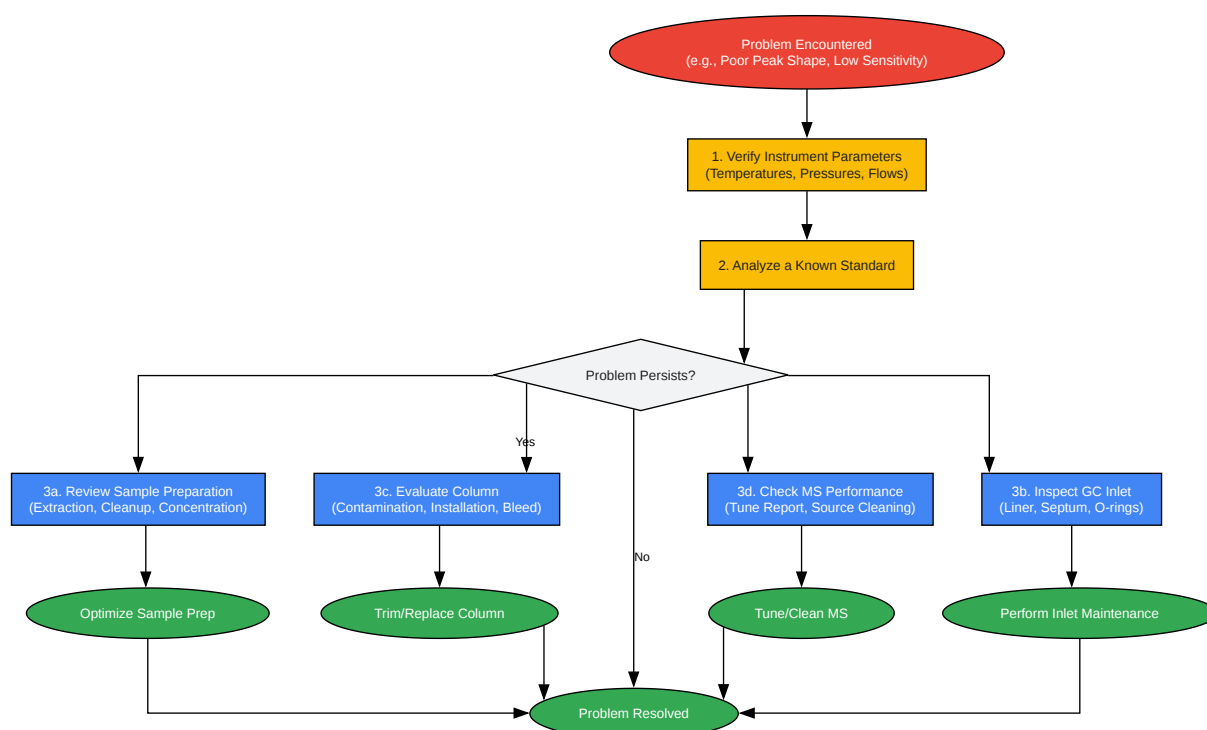 Problem Encountered
(e.g., Poor Peak Shape, Low Sensitivity)
1. Verify Instrument Parameters
(Temperatures, Pressures, Flows)
2. Analyze a Known Standard
Problem Persists?
Yes
3a. Review Sample Preparation
(Extraction, Cleanup, Concentration)
3c. Evaluate Column
(Contamination, Installation, Bleed)
3d. Check MS Performance
(Tune Report, Source Cleaning)
3b. Inspect GC Inlet
(Liner, Septum, O-rings)
No
Optimize Sample Prep
Trim/Replace Column
Tune/Clean MS
Perform Inlet Maintenance
Problem Resolved